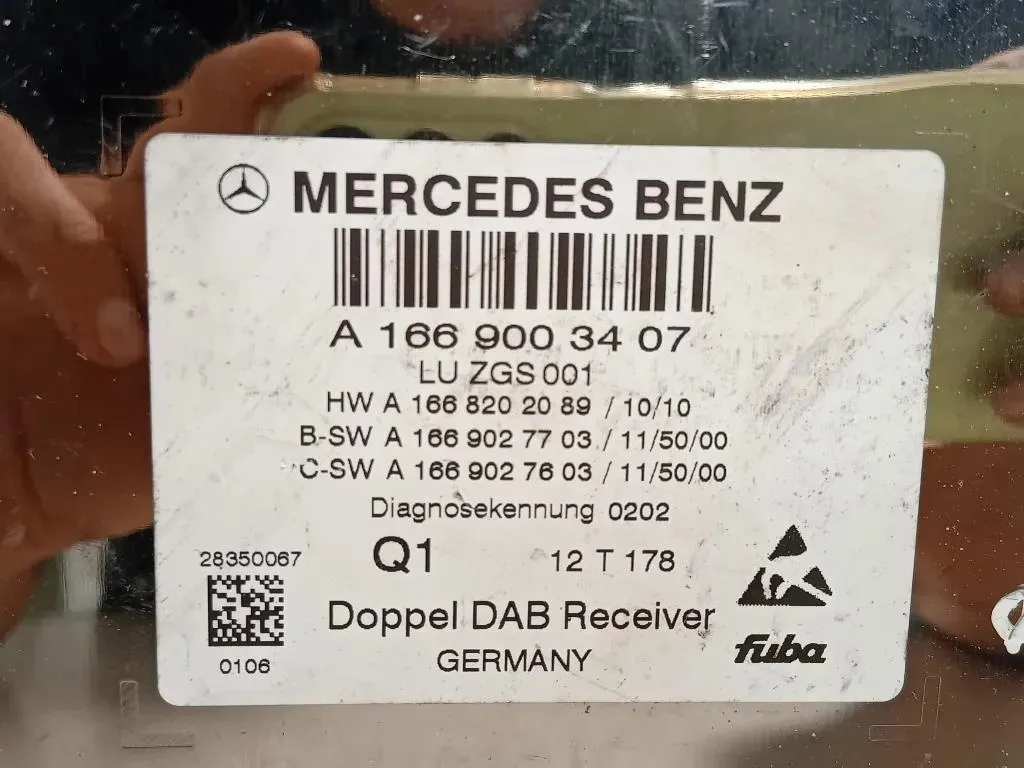 MERCEDES BENZ
A 166 900 34 07
LU ZGS 001
HW A 166 820 20 89 / 10/10
B-SW A 166 902 77 03 / 11/50/00
C-SW A 166 902 76 03 / 11/50/00
Diagnosekennung 0202
28350067 Q1 12 T 178
Doppel DAB Receiver
0106 GERMANY fuba